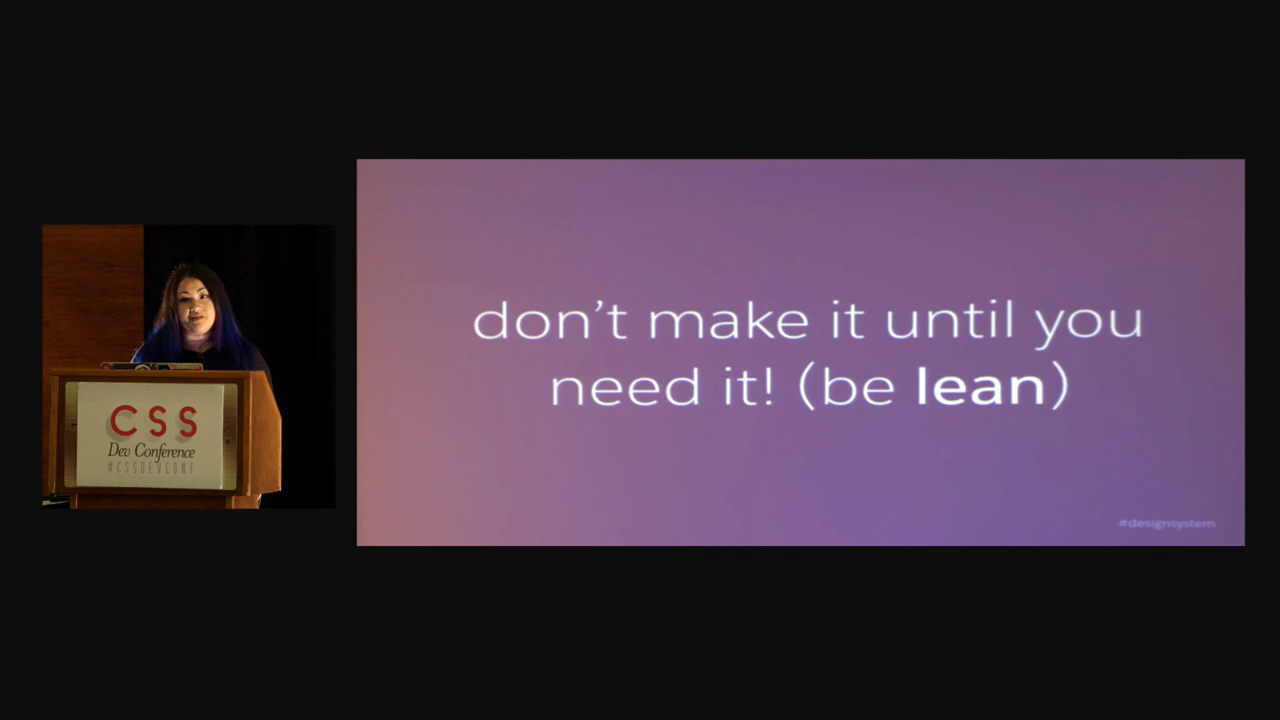 CSS
Dev Conference
#CSSDEVCONF
don't make it until you
need it! (be lean)
#designsystem